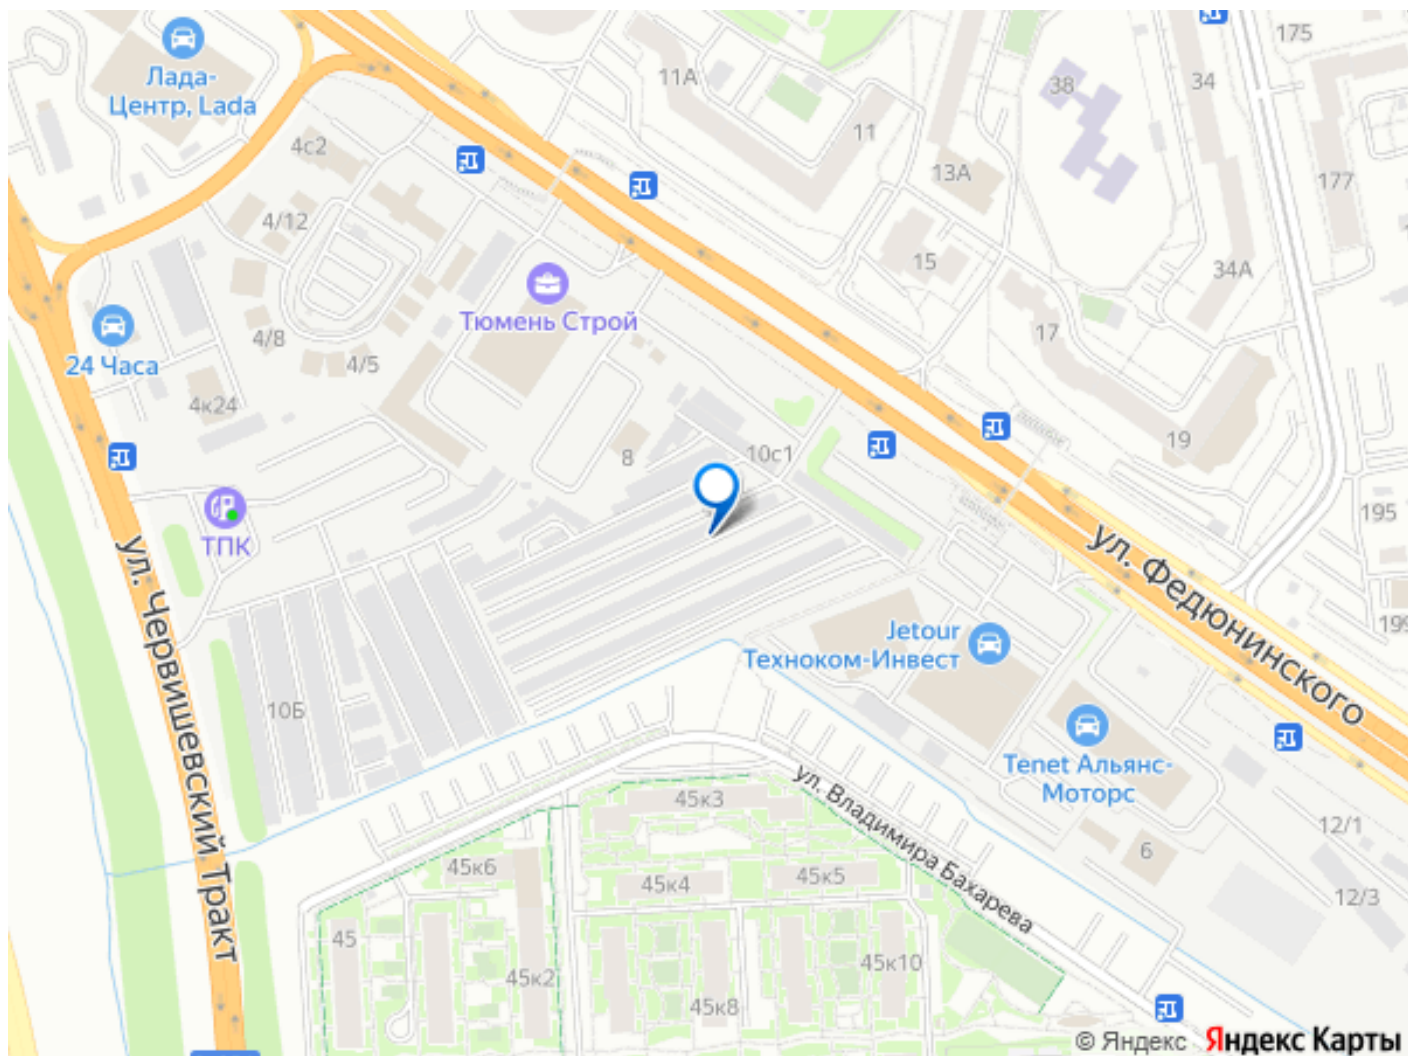 175
Лада-
Центр, Lada
11А
38
34
11
4с2
13А
177
4/12
15
34А
Тюмень Строй
17
4/8
24 Часа
4/5
4к24
19
8
10с1
ТПК
195
ул. Федюнинского
ул. Червишевский Тракт
Jetour
Техноком-Инвест
199
10Б
Tenet Альянс-
Моторс
ул. Владимира Бахарева
45к3
12/1
6
45к6
45к4
45к5
12/3
45
45к2
45к10
45к8
© Яндекс Яндекс Карты